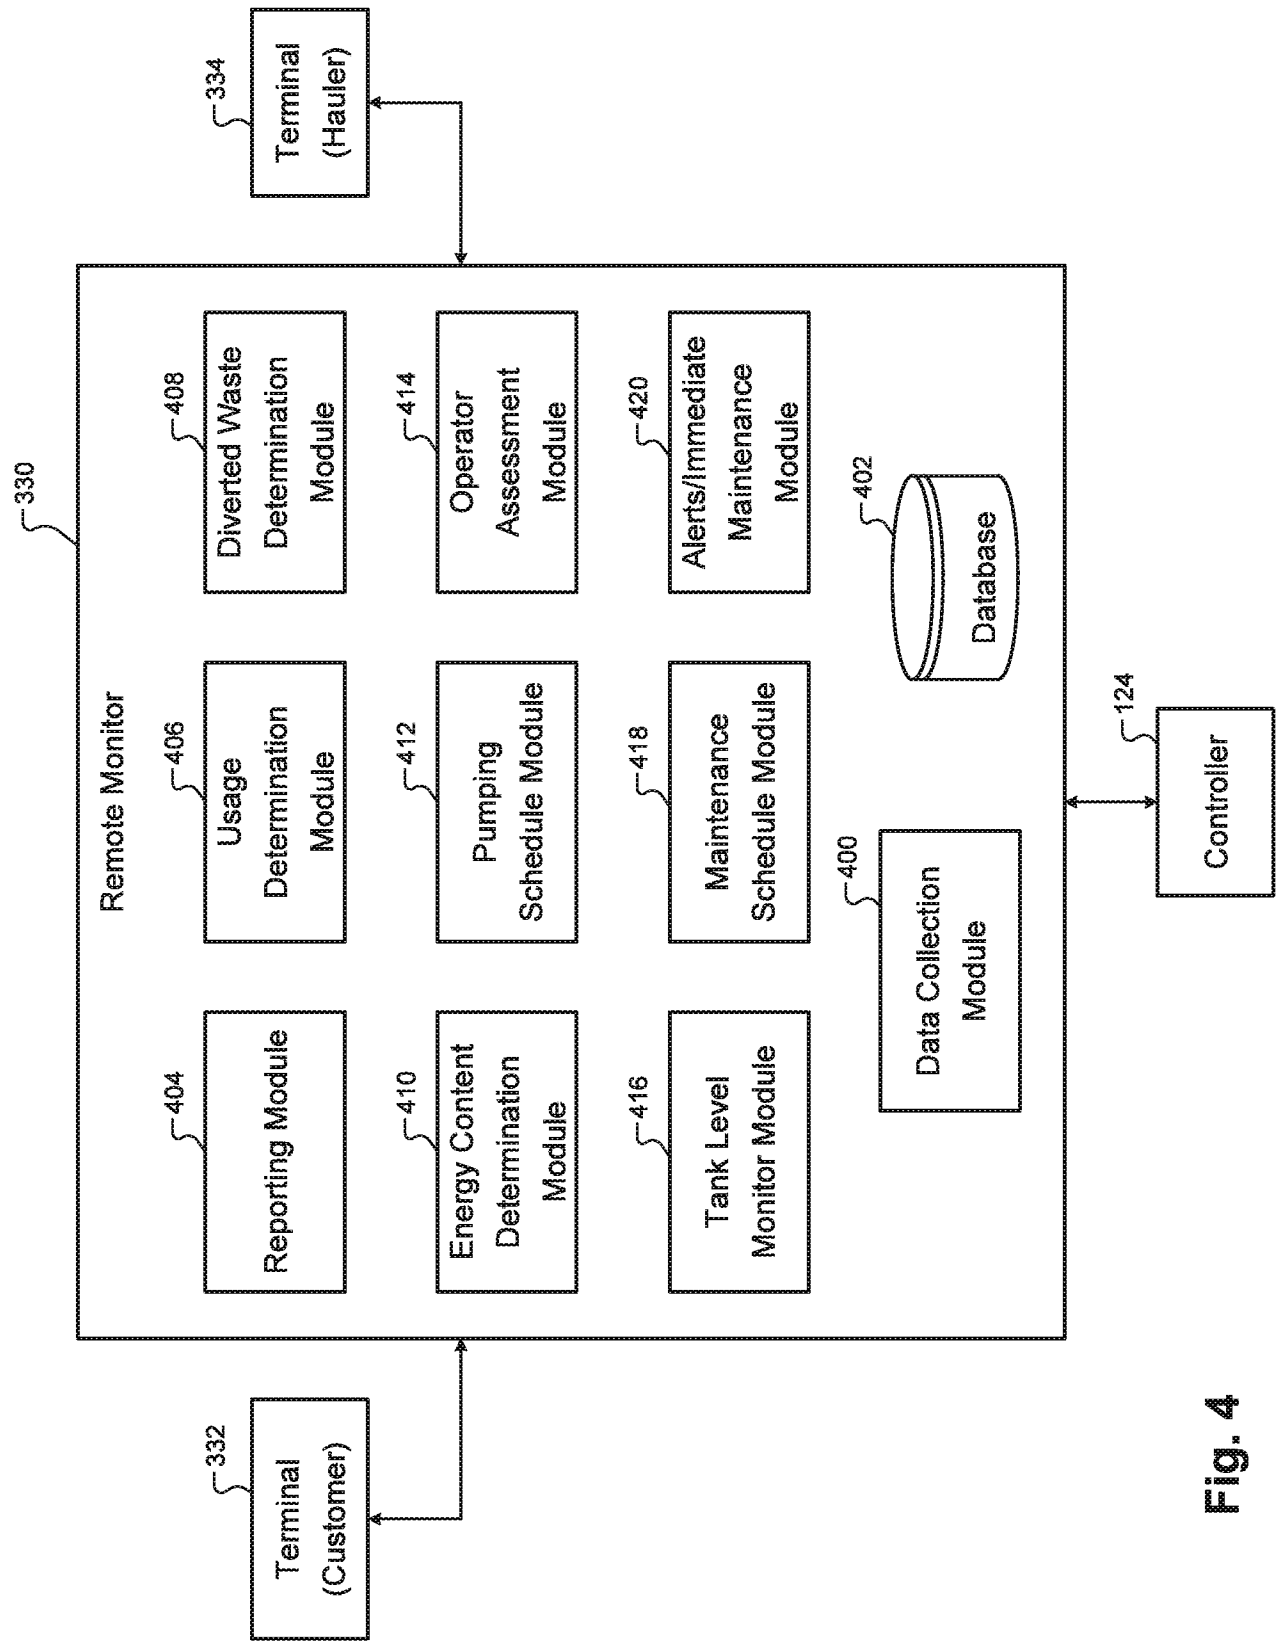 330
Remote Monitor
332
Terminal
(Customer)
334
Terminal
(Hauler)
404
Reporting Module
406
Usage
Determination
Module
408
Diverted Waste
Determination
Module
410
Energy Content
Determination
Module
412
Pumping
Schedule Module
414
Operator
Assessment
Module
416
Tank Level
Monitor Module
418
Maintenance
Schedule Module
420
Alerts/Immediate
Maintenance
Module
400
Data Collection
Module
402
Database
124
Controller
Fig. 4